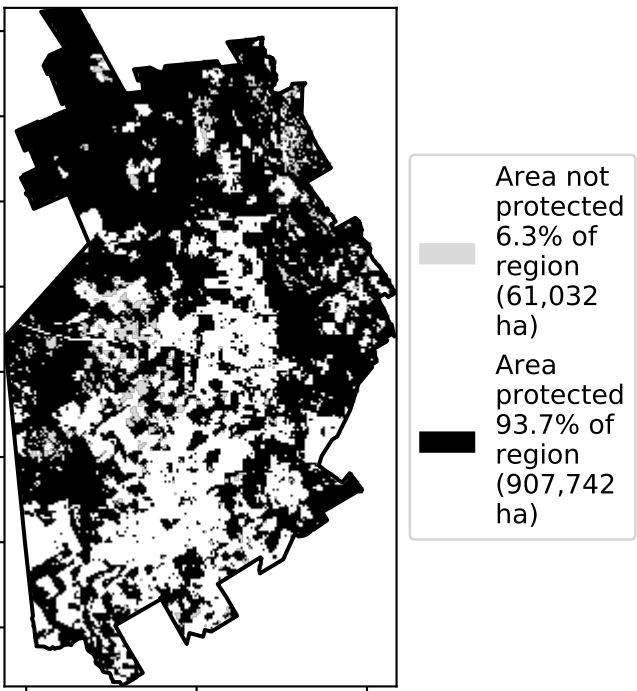 Area not
protected
6.3% of
region
(61,032
ha)
Area
protected
93.7% of
region
(907,742
ha)